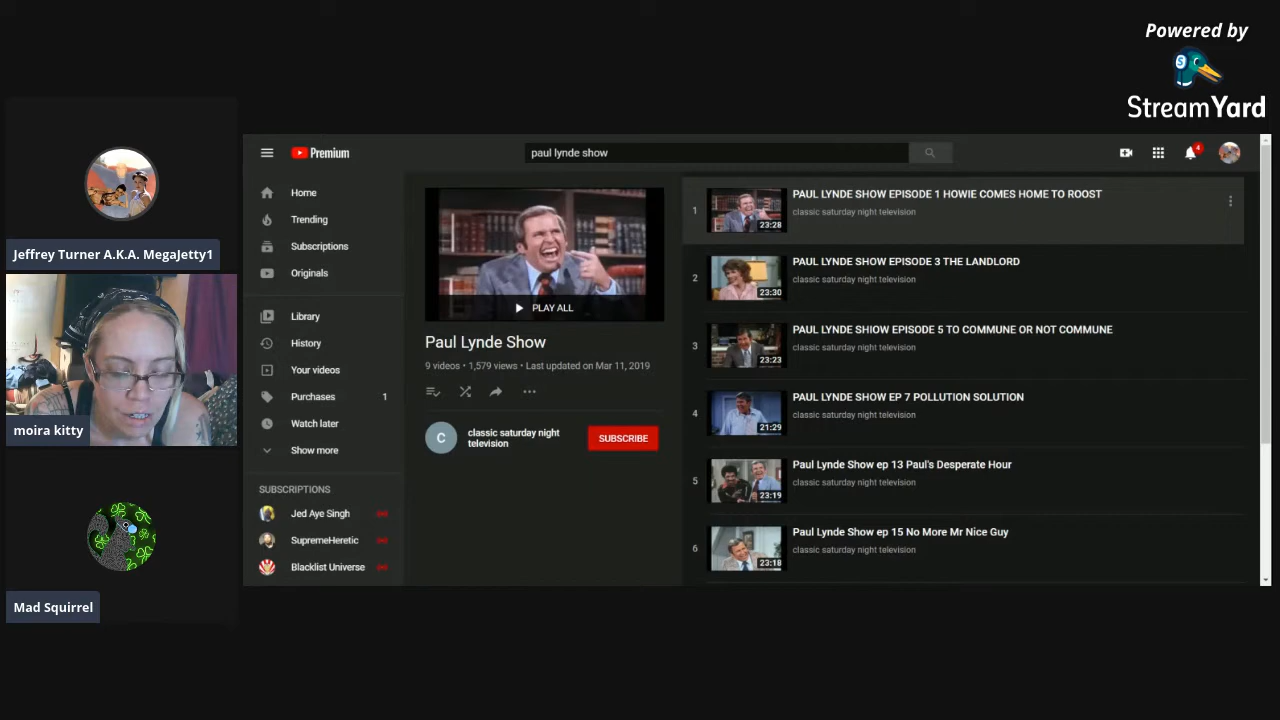 Powered by
StreamYard
Jeffrey Turner A.K.A. MegaJetty1
moira kitty
Mad Squirrel
Premium
paul lynde show
4
Home
Trending
Subscriptions
Originals
Library
History
Your videos
Purchases 1
Watch later
Show more
SUBSCRIPTIONS
Jed Aye Singh
SupremeHeretic
Blacklist Universe
PLAY ALL
Paul Lynde Show
9 videos • 1,579 views • Last updated on Mar 11, 2019
C
classic saturday night
television
SUBSCRIBE
1
23:28
PAUL LYNDE SHOW EPISODE 1 HOWIE COMES HOME TO ROOST
classic saturday night television
2
23:30
PAUL LYNDE SHOW EPISODE 3 THE LANDLORD
classic saturday night television
3
23:23
PAUL LYNDE SHIOW EPISODE 5 TO COMMUNE OR NOT COMMUNE
classic saturday night television
4
21:29
PAUL LYNDE SHOW EP 7 POLLUTION SOLUTION
classic saturday night television
5
23:19
Paul Lynde Show ep 13 Paul's Desperate Hour
classic saturday night television
6
23:18
Paul Lynde Show ep 15 No More Mr Nice Guy
classic saturday night television